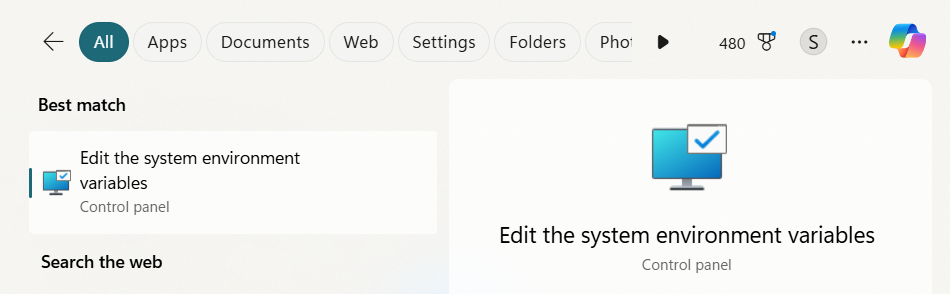 All Apps Documents Web Settings Folders 480 S ...
Best match
Edit the system environment
variables
Control panel
Search the web
Edit the system environment variables
Control panel